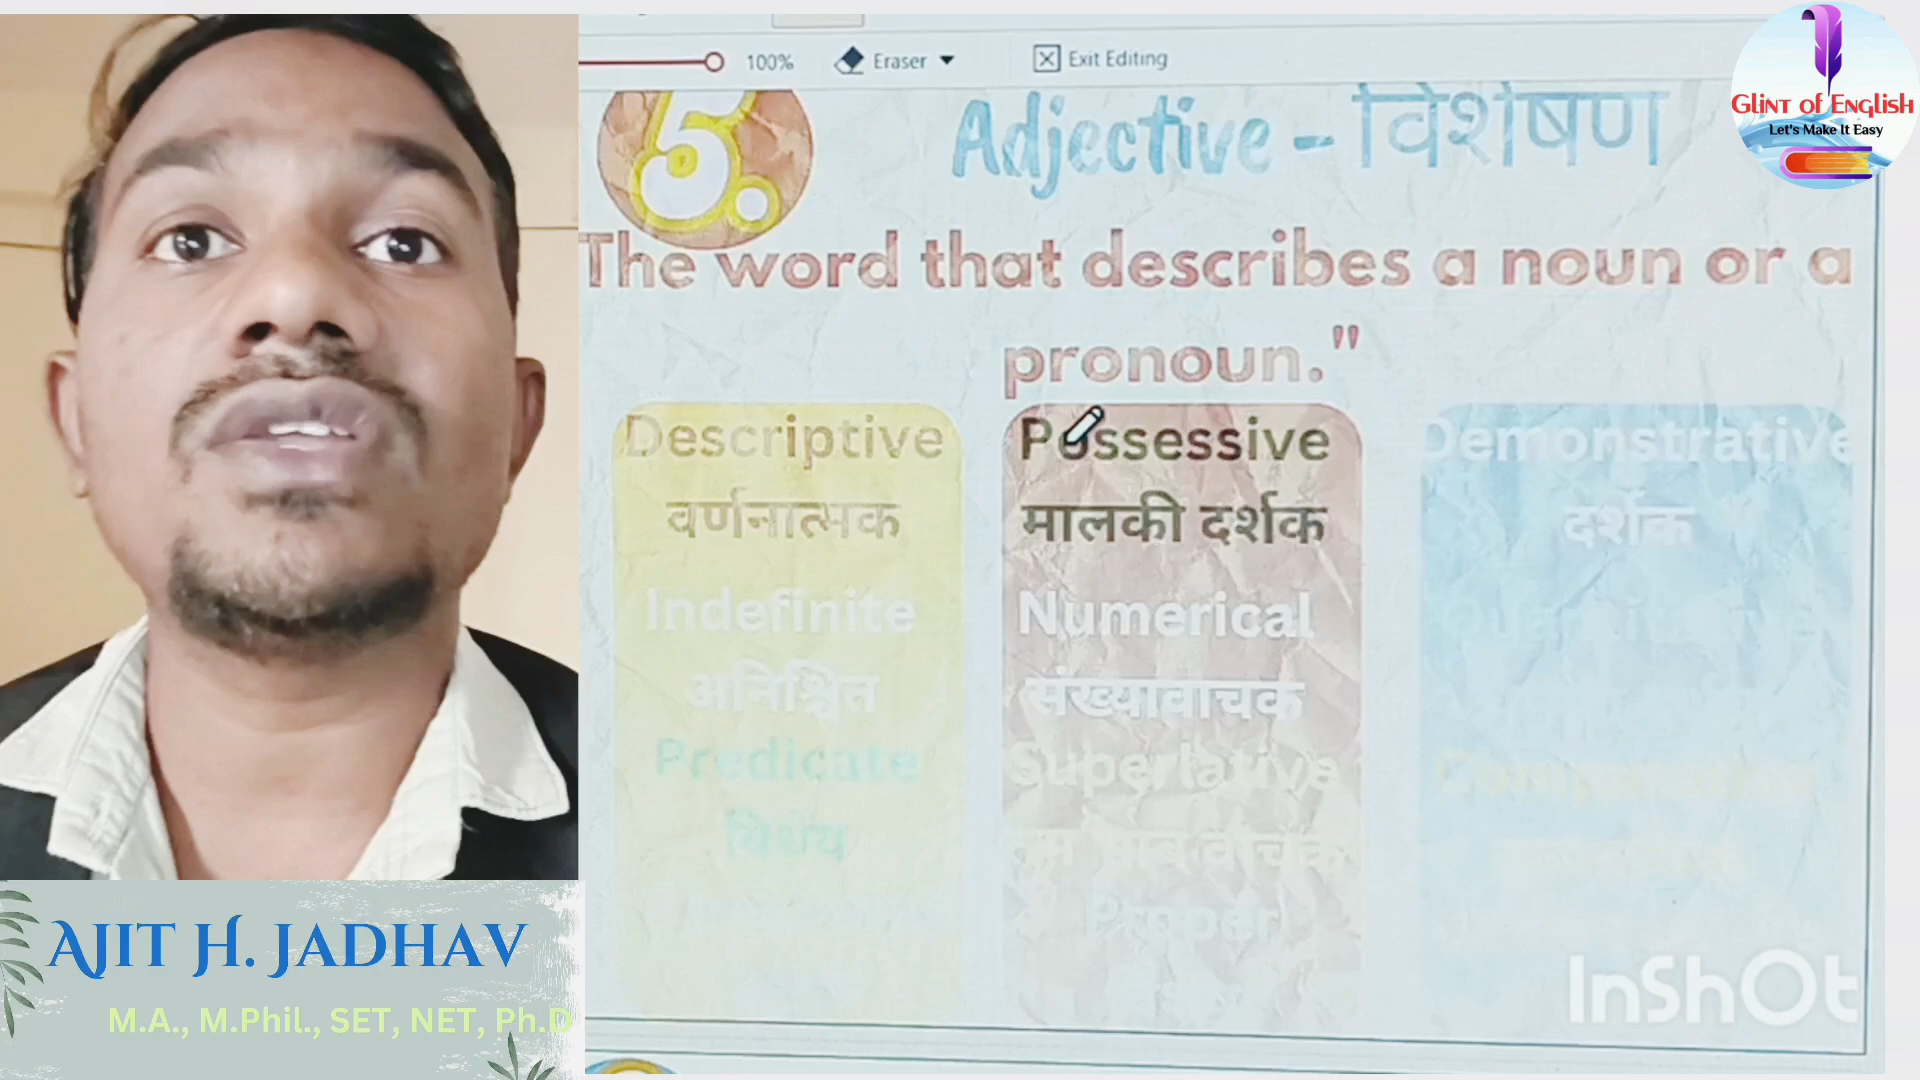 100% Eraser Exit Editing
Glint of English
Let's Make It Easy
5. Adjective - विशेषण
The word that describes a noun or a
pronoun."
Descriptive
वर्णनात्मक
Indefinite
अनिश्चित
Predicate
विधेय
Possessive
मालकी दर्शक
Numerical
संख्यावाचक
Superlative
Proper
Demonstrative
दर्शक
AJIT H. JADHAV
M.A., M.Phil., SET, NET, Ph.D
InShOt